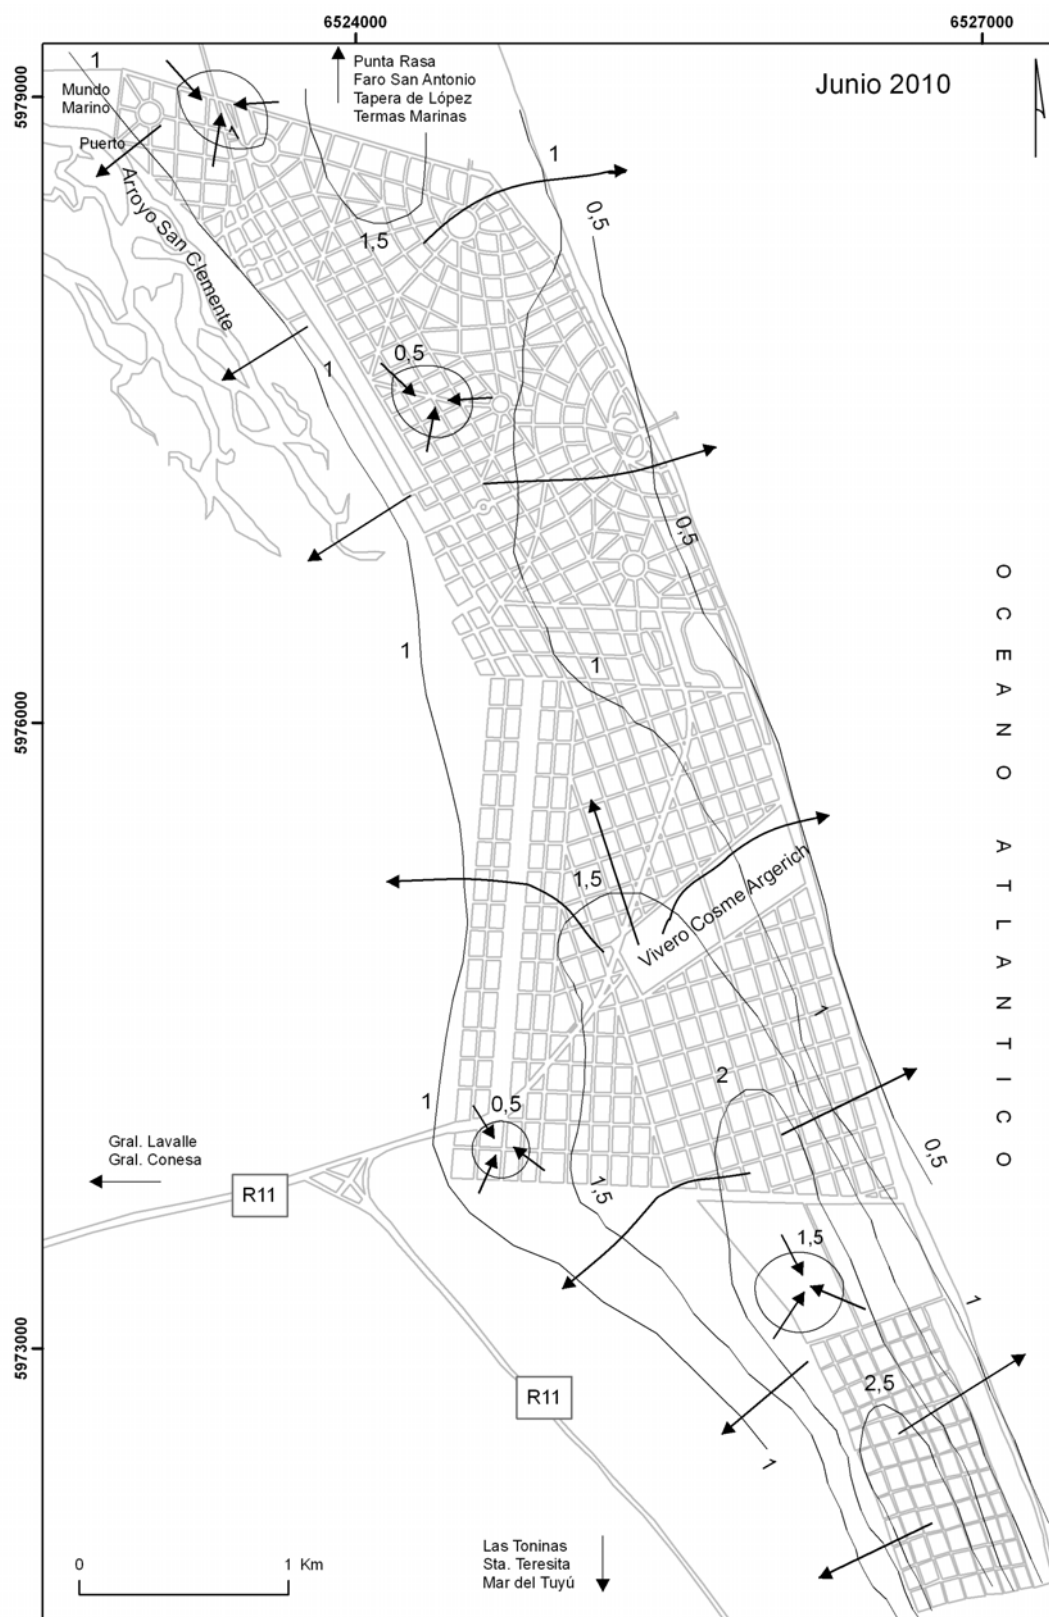 6524000
6527000
5979000
5976000
5973000
Junio 2010
Punta Rasa
Faro San Antonio
Tapera de López
Termas Marinas
1
Mundo
Marino
Puerto
Arroyo San Clemente
1
0,5
1,5
0,5
1
0,5
1
1
1,5
Vivero Cosme Argerich
1
2
1
0,5
0,5
Gral. Lavalle
Gral. Conesa
R11
1,5
1,5
1
2,5
R11
1
OCEANO ATLANTICO
0 1 Km
Las Toninas
Sta. Teresita
Mar del Tuyú